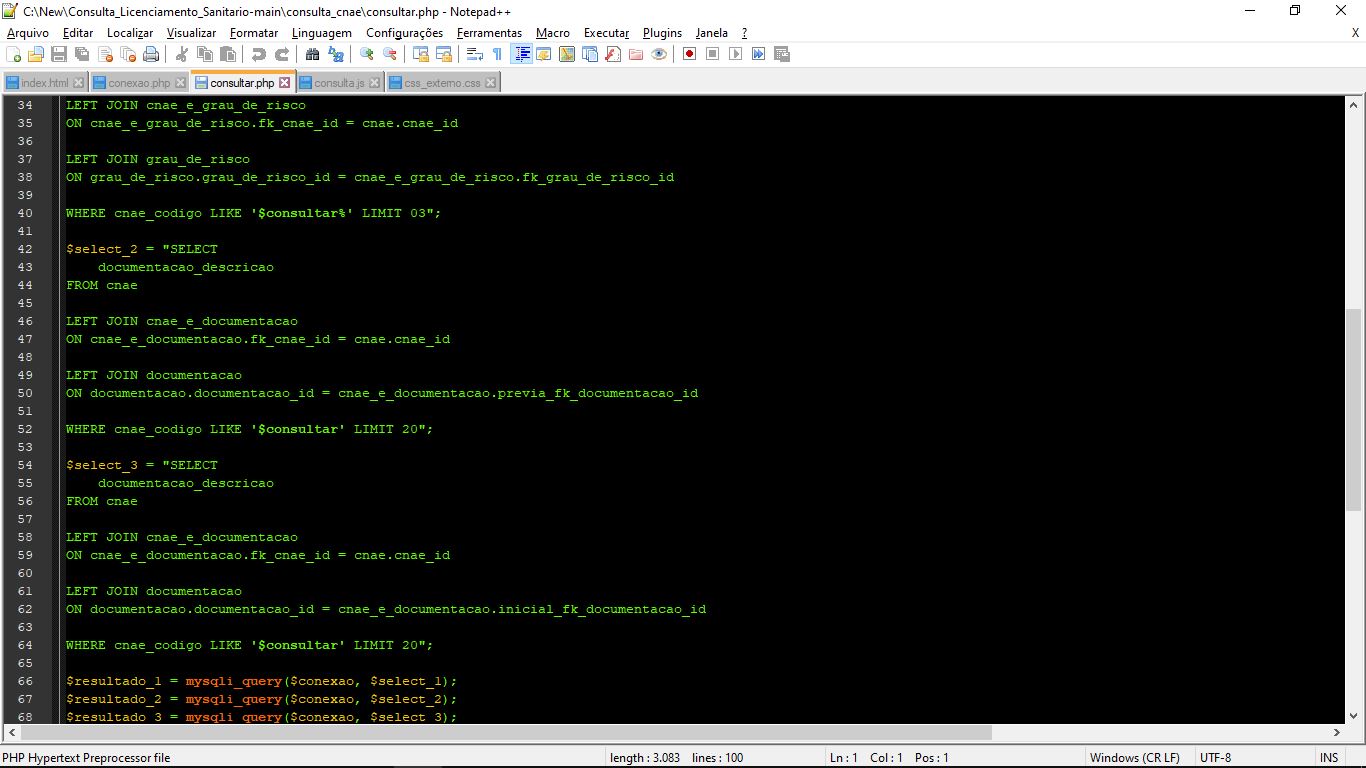 C:\New\Consulta_Licenciamento_Sanitario-main\consulta_cnae\consultar.php - Notepad++
Arquivo Editar Localizar Visualizar Formatar Linguagem Configurações Ferramentas Macro Executar Plugins Janela ? X
index.html conexao.php consultar.php consulta.js css_externo.css
34 LEFT JOIN cnae_e_grau_de_risco
35 ON cnae_e_grau_de_risco.fk_cnae_id = cnae.cnae_id
36
37 LEFT JOIN grau_de_risco
38 ON grau_de_risco.grau_de_risco_id = cnae_e_grau_de_risco.fk_grau_de_risco_id
39
40 WHERE cnae_codigo LIKE '$consultar%' LIMIT 03";
41
42 $select_2 = "SELECT
43 documentacao_descricao
44 FROM cnae
45
46 LEFT JOIN cnae_e_documentacao
47 ON cnae_e_documentacao.fk_cnae_id = cnae.cnae_id
48
49 LEFT JOIN documentacao
50 ON documentacao.documentacao_id = cnae_e_documentacao.previa_fk_documentacao_id
51
52 WHERE cnae_codigo LIKE '$consultar' LIMIT 20";
53
54 $select_3 = "SELECT
55 documentacao_descricao
56 FROM cnae
57
58 LEFT JOIN cnae_e_documentacao
59 ON cnae_e_documentacao.fk_cnae_id = cnae.cnae_id
60
61 LEFT JOIN documentacao
62 ON documentacao.documentacao_id = cnae_e_documentacao.inicial_fk_documentacao_id
63
64 WHERE cnae_codigo LIKE '$consultar' LIMIT 20";
65
66 $resultado_1 = mysqli_query($conexao, $select_1);
67 $resultado_2 = mysqli_query($conexao, $select_2);
68 $resultado_3 = mysqli_query($conexao, $select_3);
PHP Hypertext Preprocessor file length : 3.083 lines : 100 Ln : 1 Col : 1 Pos : 1 Windows (CR LF) UTF-8 INS